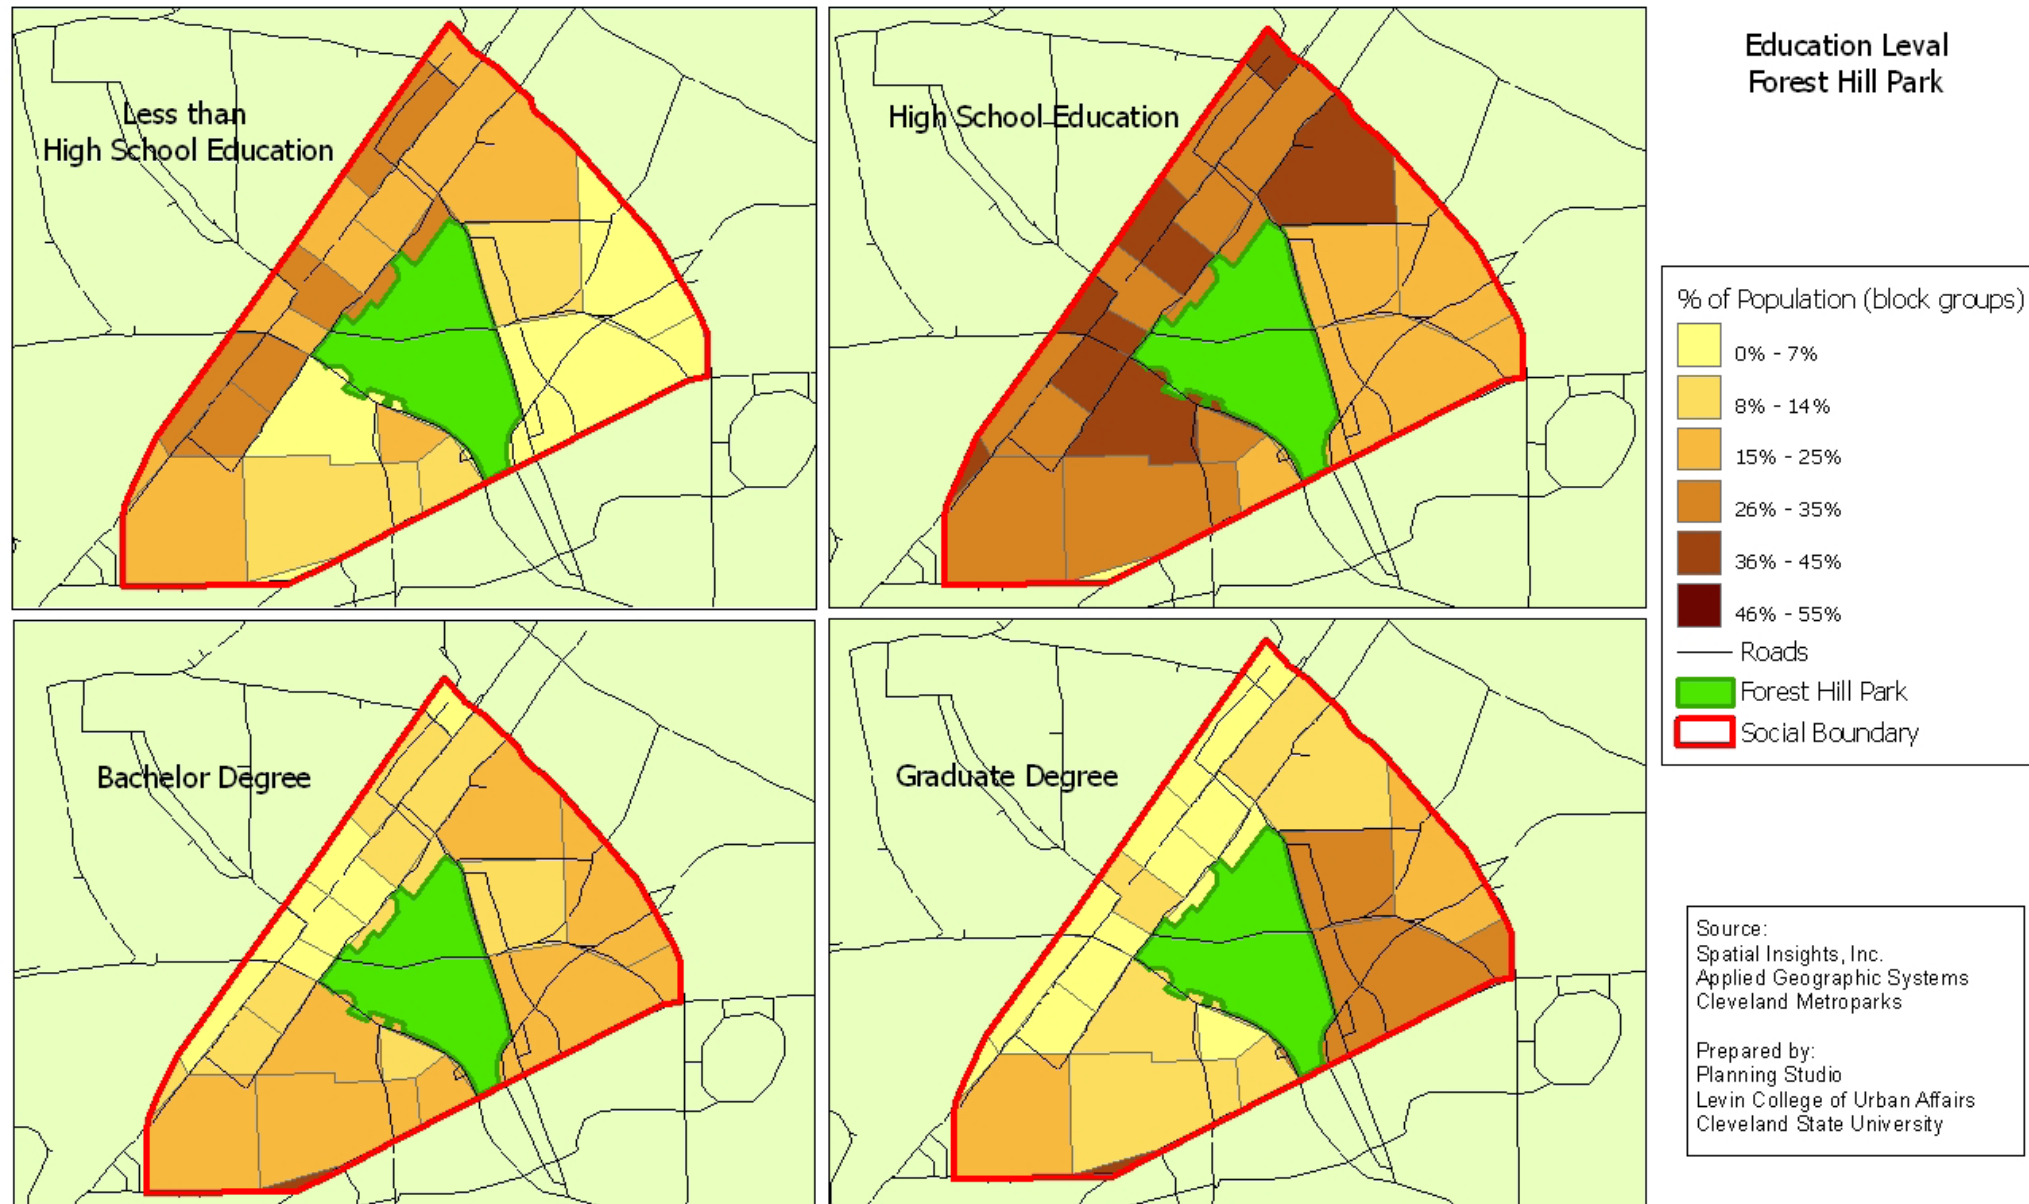 Less than
High School Education
High School Education
Bachelor Degree
Graduate Degree
Education Leval
Forest Hill Park
% of Population (block groups)
0% - 7%
8% - 14%
15% - 25%
26% - 35%
36% - 45%
46% - 55%
Roads
Forest Hill Park
Social Boundary
Source:
Spatial Insights, Inc.
Applied Geographic Systems
Cleveland Metroparks
Prepared by:
Planning Studio
Levin College of Urban Affairs
Cleveland State University